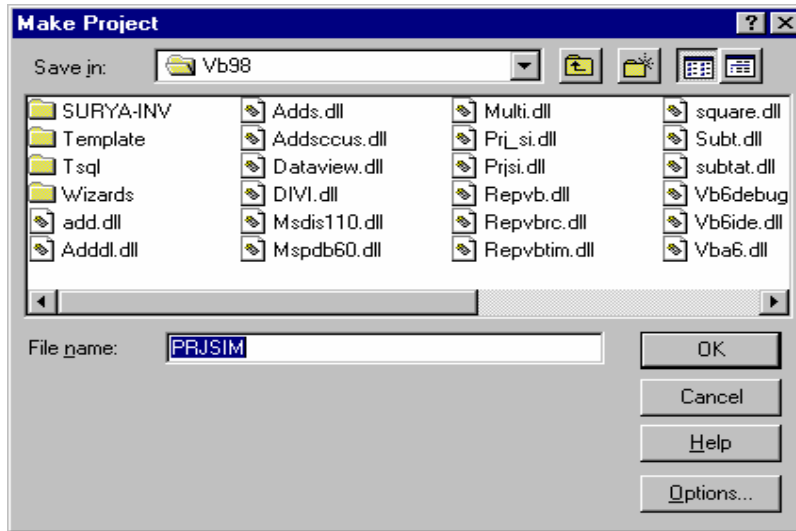 Make Project
Save in: Vb98
SURYA-INV Adds.dll Multi.dll square.dll
Template Addsccus.dll Prj_si.dll Subt.dll
Tsql Dataview.dll Prjsi.dll subtat.dll
Wizards DIVI.dll Repvb.dll Vb6debug
add.dll Msdis110.dll Repvbrc.dll Vb6ide.dll
Adddl.dll Mspdb60.dll Repvbtim.dll Vba6.dll
File name: PRJSIM OK
Cancel
Help
Options...